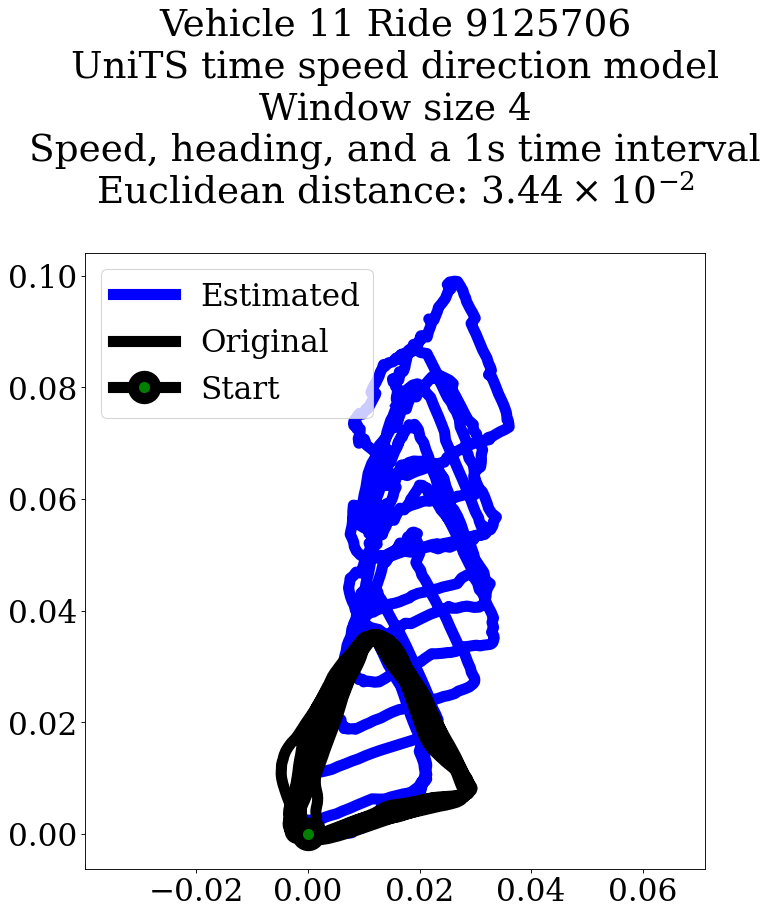 Vehicle 11 Ride 9125706
UniTS time speed direction model
Window size 4
Speed, heading, and a 1s time interval
Euclidean distance: 3.44 × 10⁻²
Estimated
Original
Start
0.10
0.08
0.06
0.04
0.02
0.00
−0.02 0.00 0.02 0.04 0.06